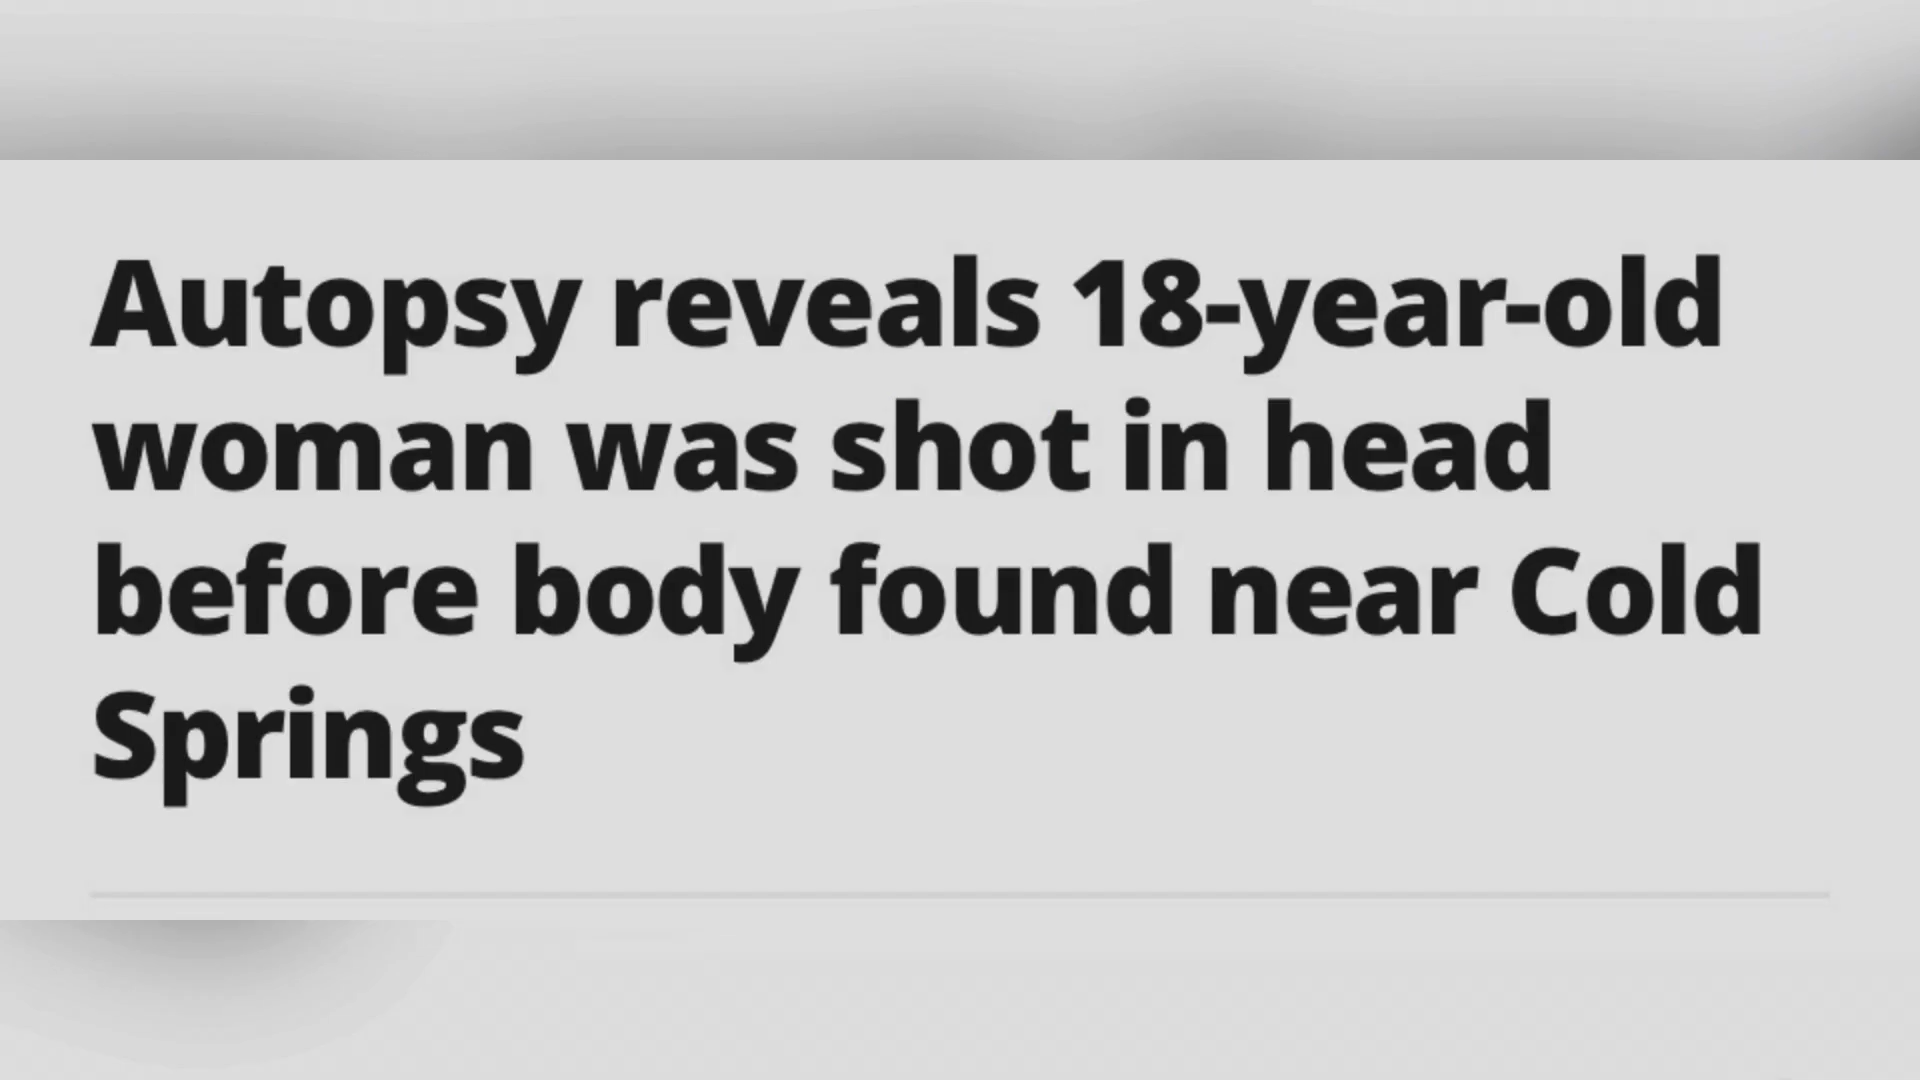 Autopsy reveals 18-year-old
woman was shot in head
before body found near Cold
Springs